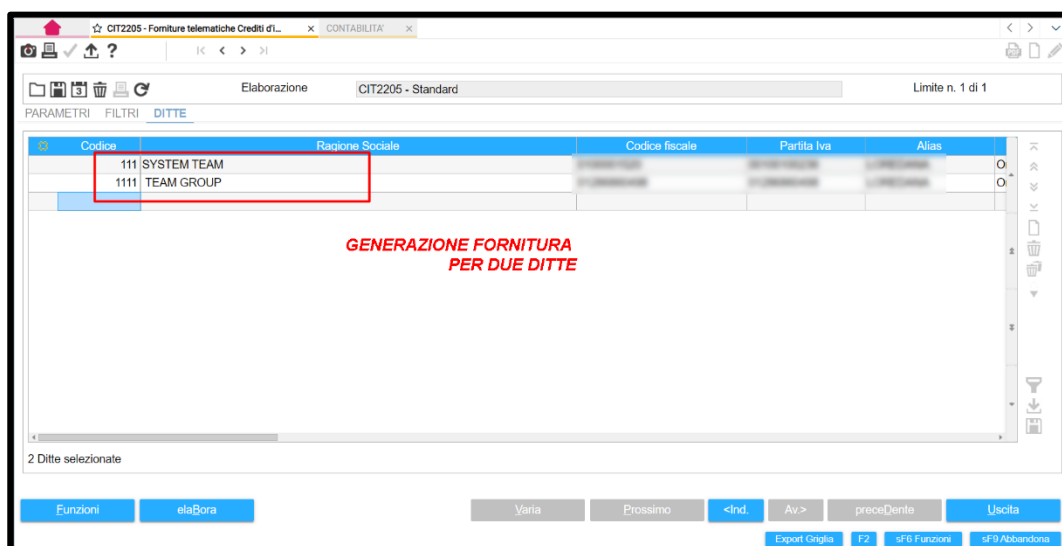 CIT2205 - Forniture telematiche Crediti d'i... × CONTABILITA' ×
Elaborazione CIT2205 - Standard Limite n. 1 di 1
PARAMETRI FILTRI DITTE
Codice Ragione Sociale Codice fiscale Partita Iva Alias
111 SYSTEM TEAM
1111 TEAM GROUP
GENERAZIONE FORNITURA
PER DUE DITTE
2 Ditte selezionate
Funzioni elaBora Varia Prossimo <Ind. Av.> preceDente Uscita
Export Griglia F2 sF6 Funzioni sF9 Abbandona